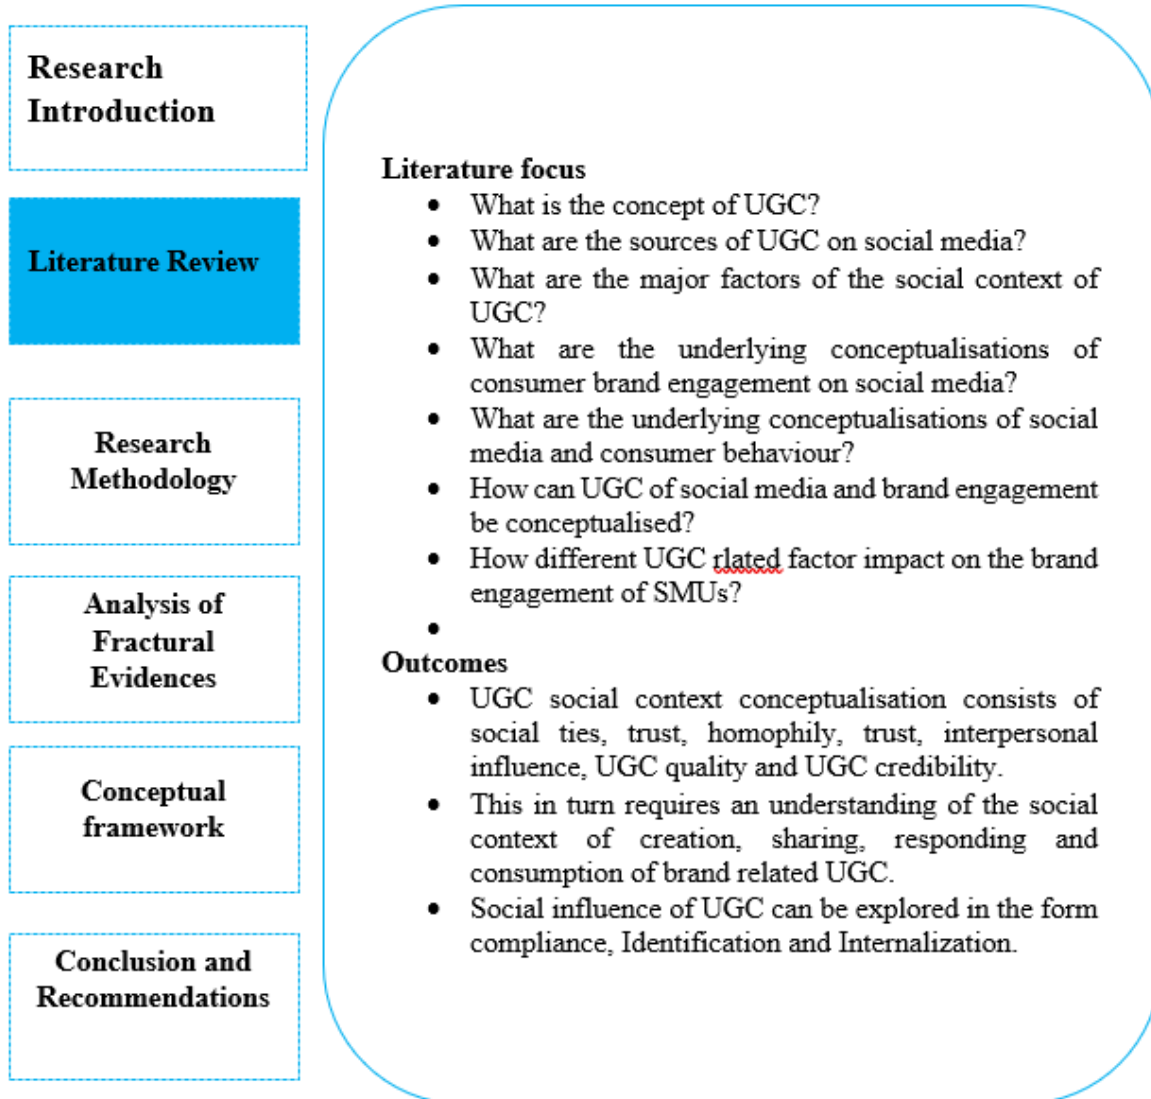 Research
Introduction
Literature Review
Research
Methodology
Analysis of
Fractural
Evidences
Conceptual
framework
Conclusion and
Recommendations
Literature focus
• What is the concept of UGC?
• What are the sources of UGC on social media?
• What are the major factors of the social context of
UGC?
• What are the underlying conceptualisations of
consumer brand engagement on social media?
• What are the underlying conceptualisations of social
media and consumer behaviour?
• How can UGC of social media and brand engagement
be conceptualised?
• How different UGC rlated factor impact on the brand
engagement of SMUs?
•
Outcomes
• UGC social context conceptualisation consists of
social ties, trust, homophily, trust, interpersonal
influence, UGC quality and UGC credibility.
• This in turn requires an understanding of the social
context of creation, sharing, responding and
consumption of brand related UGC.
• Social influence of UGC can be explored in the form
compliance, Identification and Internalization.